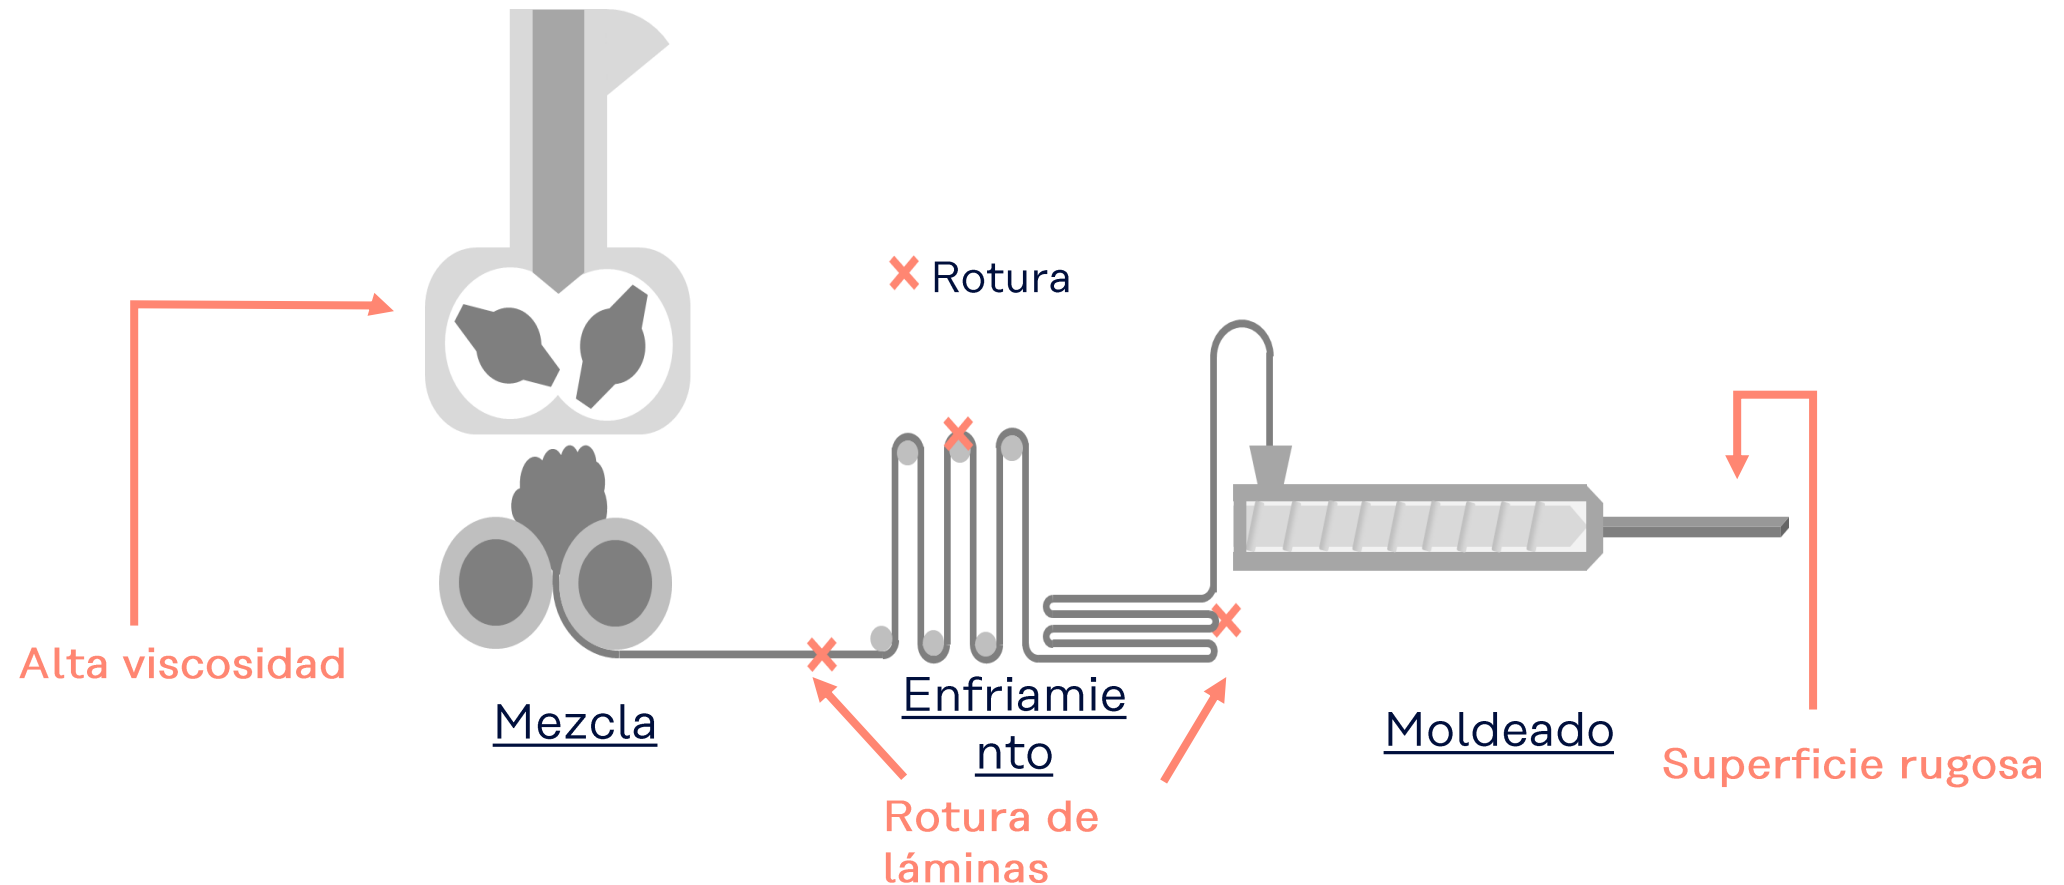 Rotura
Alta viscosidad
Mezcla
Enfriamie
nto
Moldeado
Superficie rugosa
Rotura de
láminas